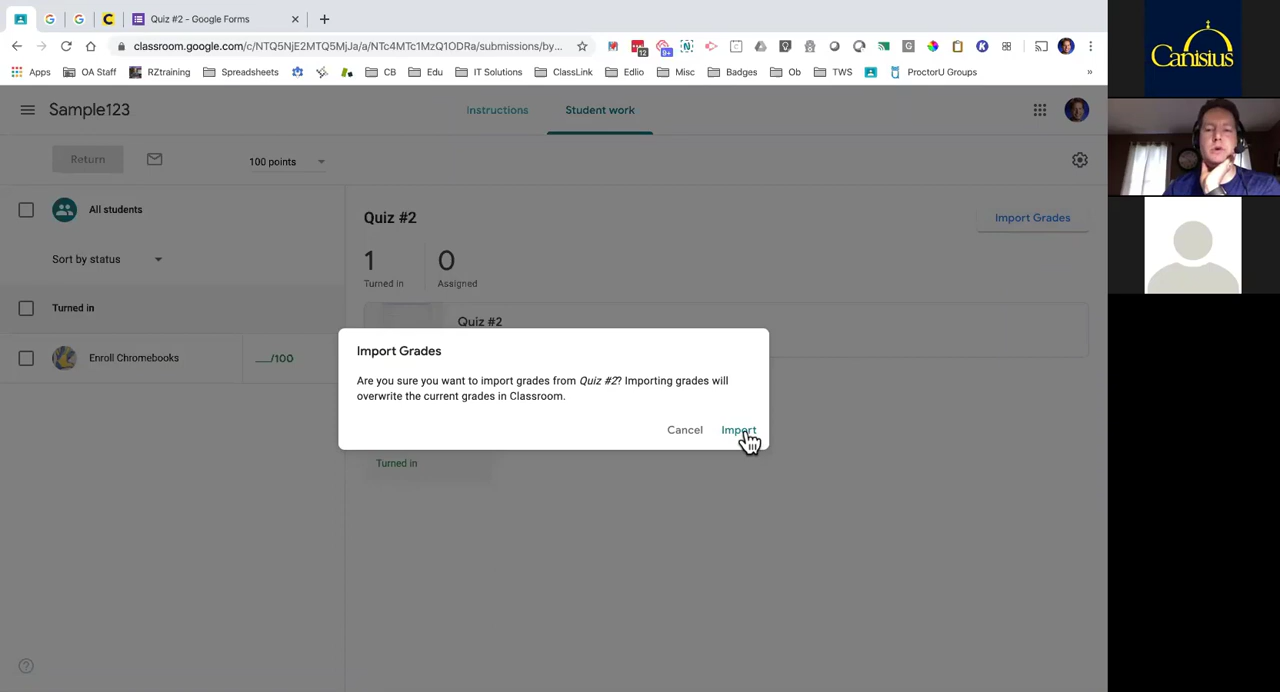 Quiz #2 - Google Forms
classroom.google.com/c/NTQ5NjE2MTQ5MjJa/a/NTc4MTc1MzQ1ODRa/submissions/by...
12
9+
Apps OA Staff RZtraining Spreadsheets CB Edu IT Solutions ClassLink Edlio Misc Badges Ob TWS ProctorU Groups »
Sample123 Instructions Student work
Return 100 points
All students
Quiz #2 Import Grades
Sort by status
1 0
Turned in Assigned
Turned in
Quiz #2
Enroll Chromebooks __/100
Import Grades
Are you sure you want to import grades from Quiz #2? Importing grades will
overwrite the current grades in Classroom.
Cancel Import
Turned in
Canisius